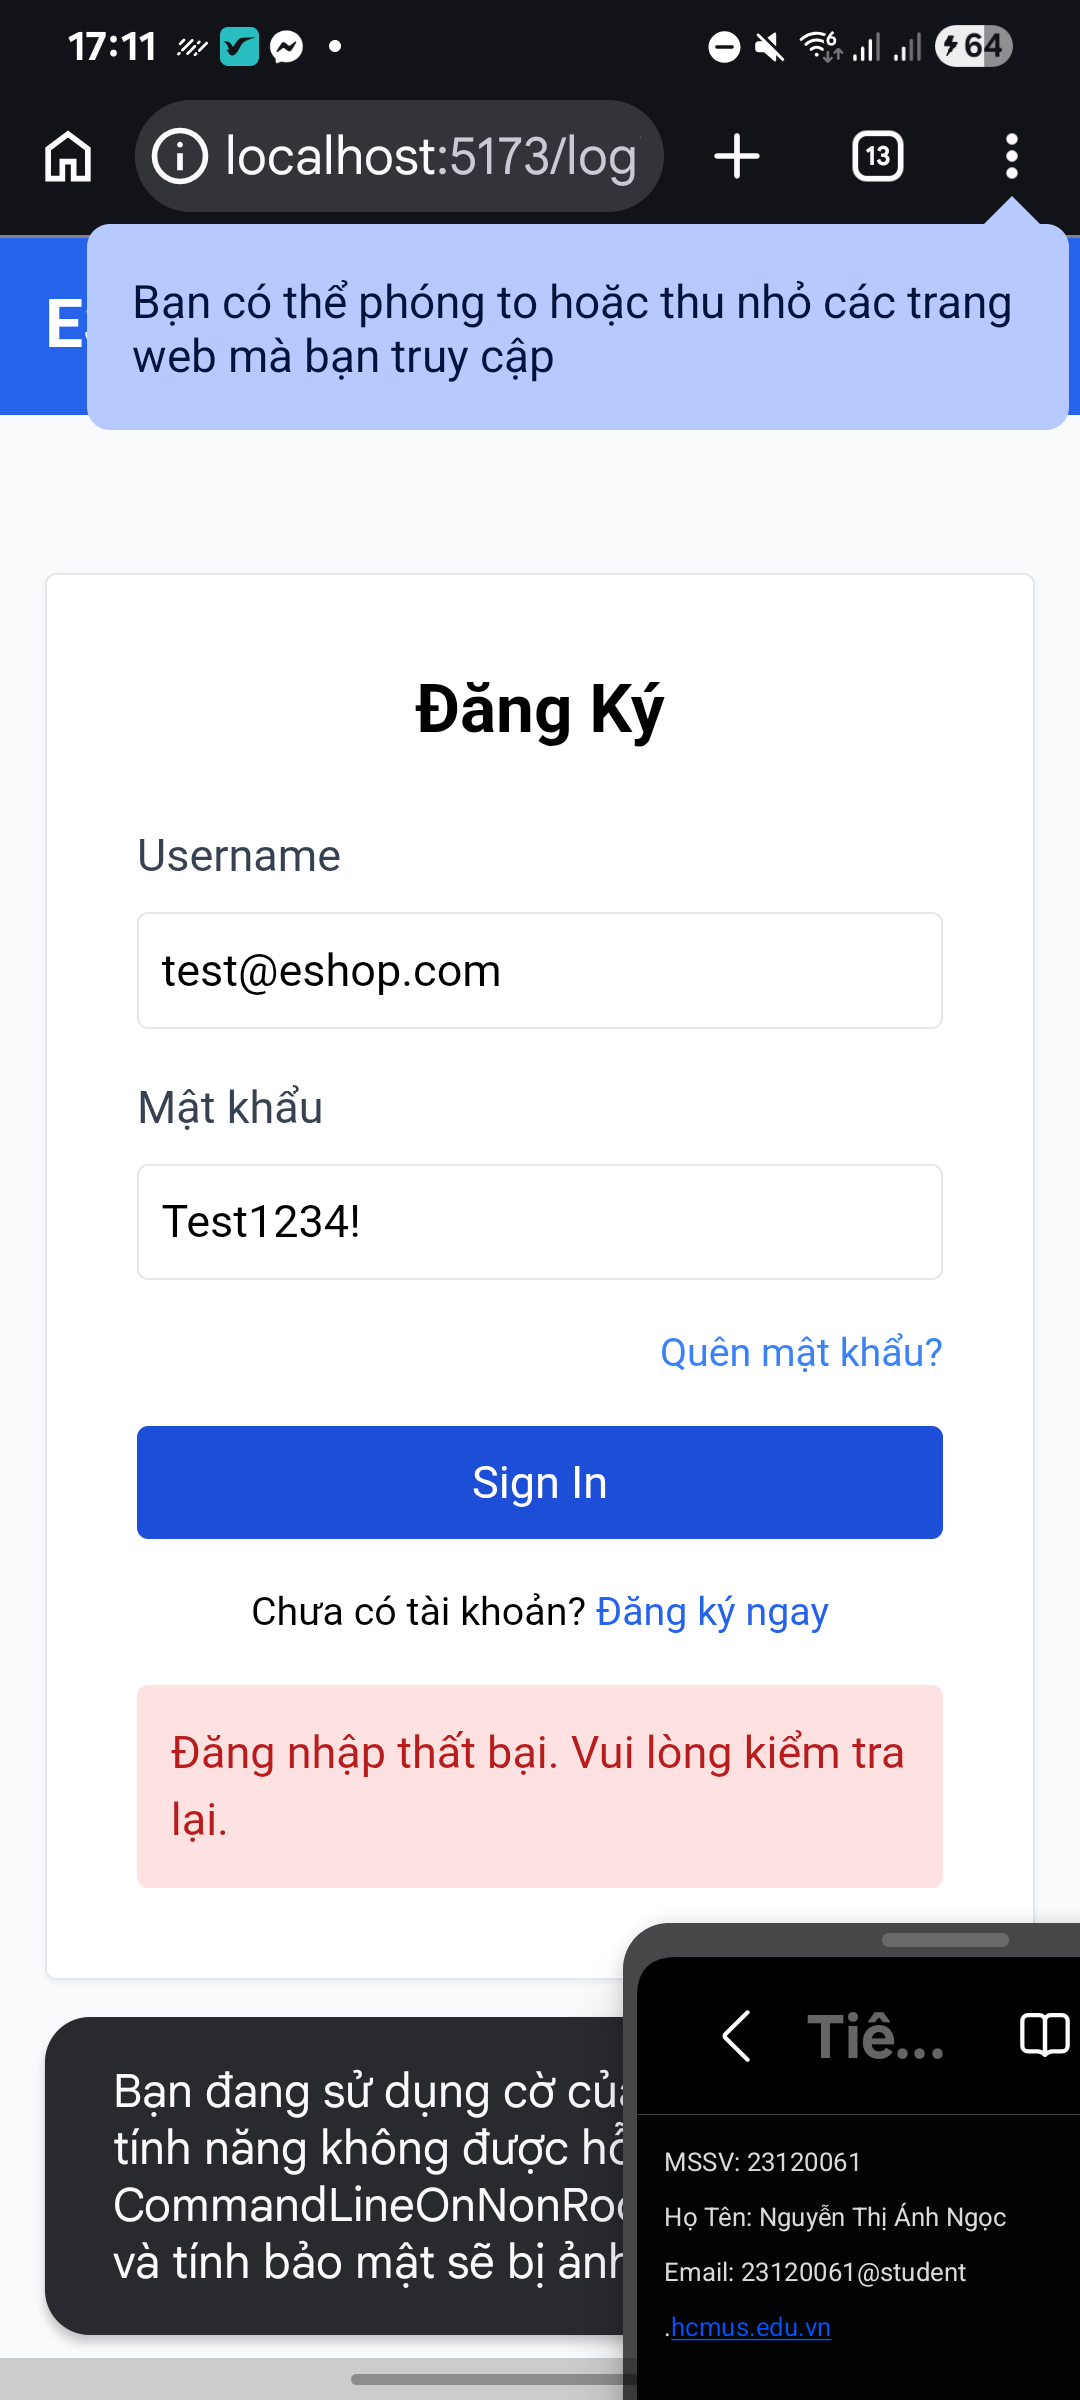 17:11
64
localhost:5173/log
13
Bạn có thể phóng to hoặc thu nhỏ các trang
web mà bạn truy cập
Đăng Ký
Username
test@eshop.com
Mật khẩu
Test1234!
Quên mật khẩu?
Sign In
Chưa có tài khoản? Đăng ký ngay
Đăng nhập thất bại. Vui lòng kiểm tra
lại.
Bạn đang sử dụng cờ
tính năng không được
và tính bảo mật sẽ bị
Tiê...
MSSV: 23120061
Họ Tên: Nguyễn Thị Ánh Ngọc
Email: 23120061@student
.hcmus.edu.vn